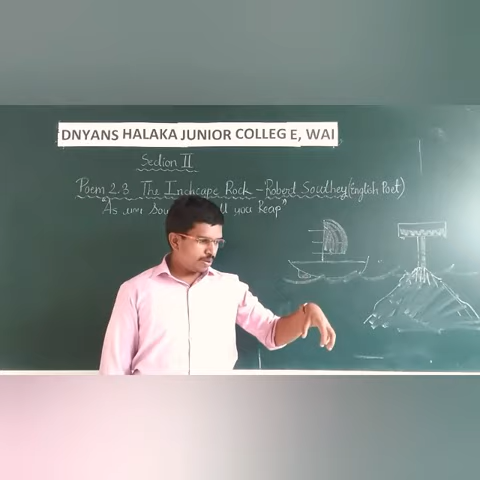 DNYANS HALAKA JUNIOR COLLEG E, WAI
Section II
Poem 2.3 The Inchcape Rock - Robert Southey (English Poet)
"As you Sow you Reap"